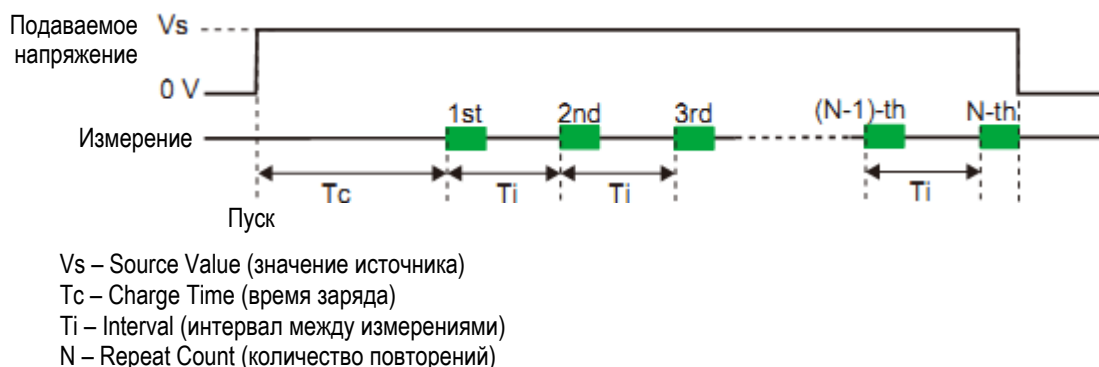 Подаваемое
напряжение
Vs
0 V
1st 2nd 3rd (N-1)-th N-th
Измерение
Tc Ti Ti Ti
Пуск
Vs – Source Value (значение источника)
Tc – Charge Time (время заряда)
Ti – Interval (интервал между измерениями)
N – Repeat Count (количество повторений)